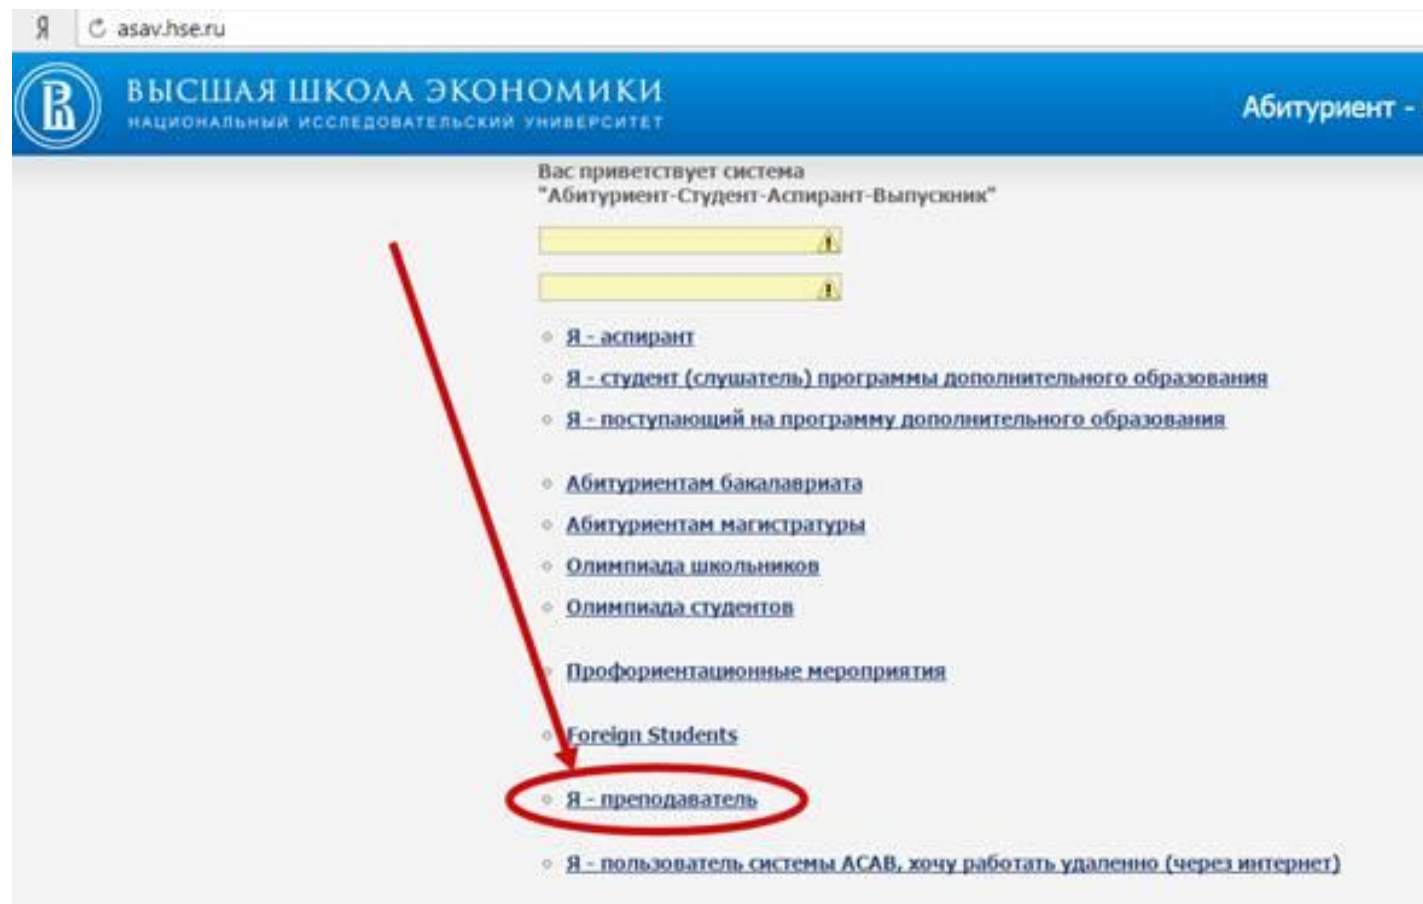 Я asav.hse.ru
ВЫСШАЯ ШКОЛА ЭКОНОМИКИ
НАЦИОНАЛЬНЫЙ ИССЛЕДОВАТЕЛЬСКИЙ УНИВЕРСИТЕТ
Абитуриент -
Вас приветствует система
"Абитуриент-Студент-Аспирант-Выпускник"
Я - аспирант
Я - студент (слушатель) программы дополнительного образования
Я - поступающий на программу дополнительного образования
Абитуриентам бакалавриата
Абитуриентам магистратуры
Олимпиада школьников
Олимпиада студентов
Профориентационные мероприятия
Foreign Students
Я - преподаватель
Я - пользователь системы АСАВ, хочу работать удаленно (через интернет)